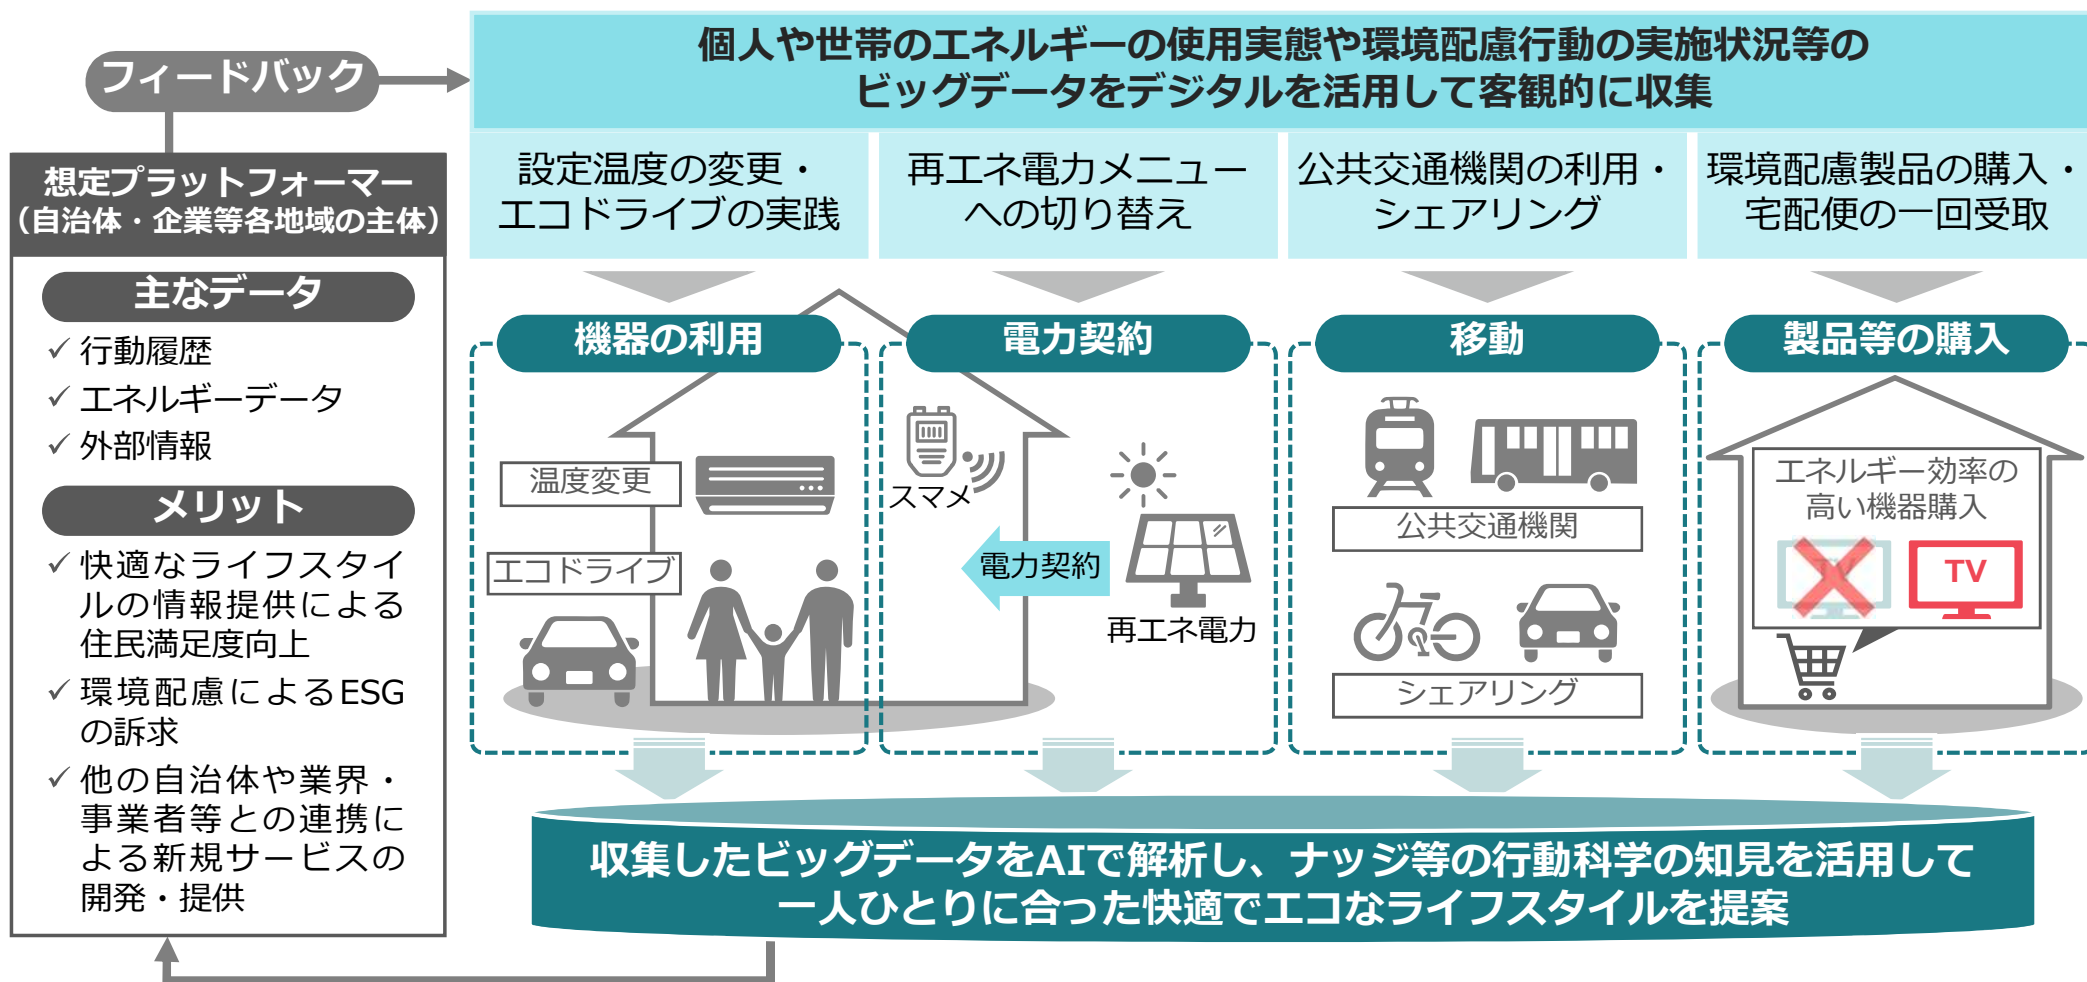 フィードバック
個人や世帯のエネルギーの使用実態や環境配慮行動の実施状況等の
ビッグデータをデジタルを活用して客観的に収集
想定プラットフォーマー
（自治体・企業等各地域の主体）
主なデータ
✓行動履歴
✓エネルギーデータ
✓外部情報
メリット
✓快適なライフスタイ
ルの情報提供による
住民満足度向上
✓環境配慮によるESG
の訴求
✓他の自治体や業界・
事業者等との連携に
よる新規サービスの
開発・提供
設定温度の変更・
エコドライブの実践
再エネ電力メニュー
への切り替え
公共交通機関の利用・
シェアリング
環境配慮製品の購入・
宅配便の一回受取
機器の利用
温度変更
エコドライブ
電力契約
スマメ
電力契約
再エネ電力
移動
公共交通機関
シェアリング
製品等の購入
エネルギー効率の
高い機器購入
TV
TV
収集したビッグデータをAIで解析し、ナッジ等の行動科学の知見を活用して
一人ひとりに合った快適でエコなライフスタイルを提案